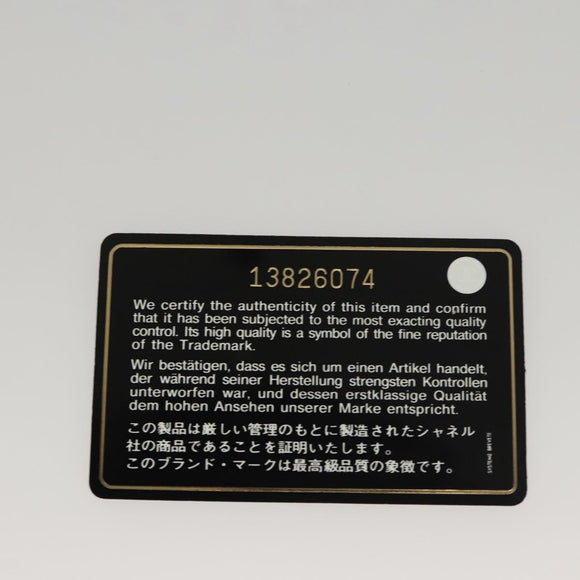 13826074
We certify the authenticity of this item and confirm
that it has been subjected to the most exacting quality
control. Its high quality is a symbol of the fine reputation
of the Trademark.
Wir bestätigen, dass es sich um einen Artikel handelt,
der während seiner Herstellung strengsten Kontrollen
unterworfen war, und dessen erstklassige Qualität
dem hohen Ansehen unserer Marke entspricht.
この製品は厳しい管理のもとに製造されたシャネル
社の商品であることを証明いたします。
このブランド・マークは最高級品質の象徴です。
SYSTEME BREVETE